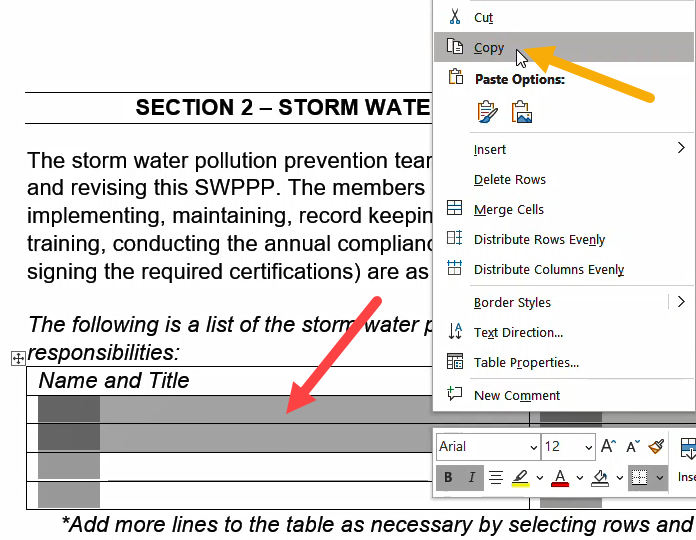 Cut
Copy
Paste Options:
SECTION 2 – STORM WATE
The storm water pollution prevention tear
and revising this SWPPP. The members
implementing, maintaining, record keepin
training, conducting the annual complianc
signing the required certifications) are as
Insert
Delete Rows
Merge Cells
Distribute Rows Evenly
Distribute Columns Evenly
Border Styles
Text Direction...
Table Properties...
New Comment
The following is a list of the storm water p
responsibilities:
Name and Title
Arial 12 A A
B I A Inse
*Add more lines to the table as necessary by selecting rows and